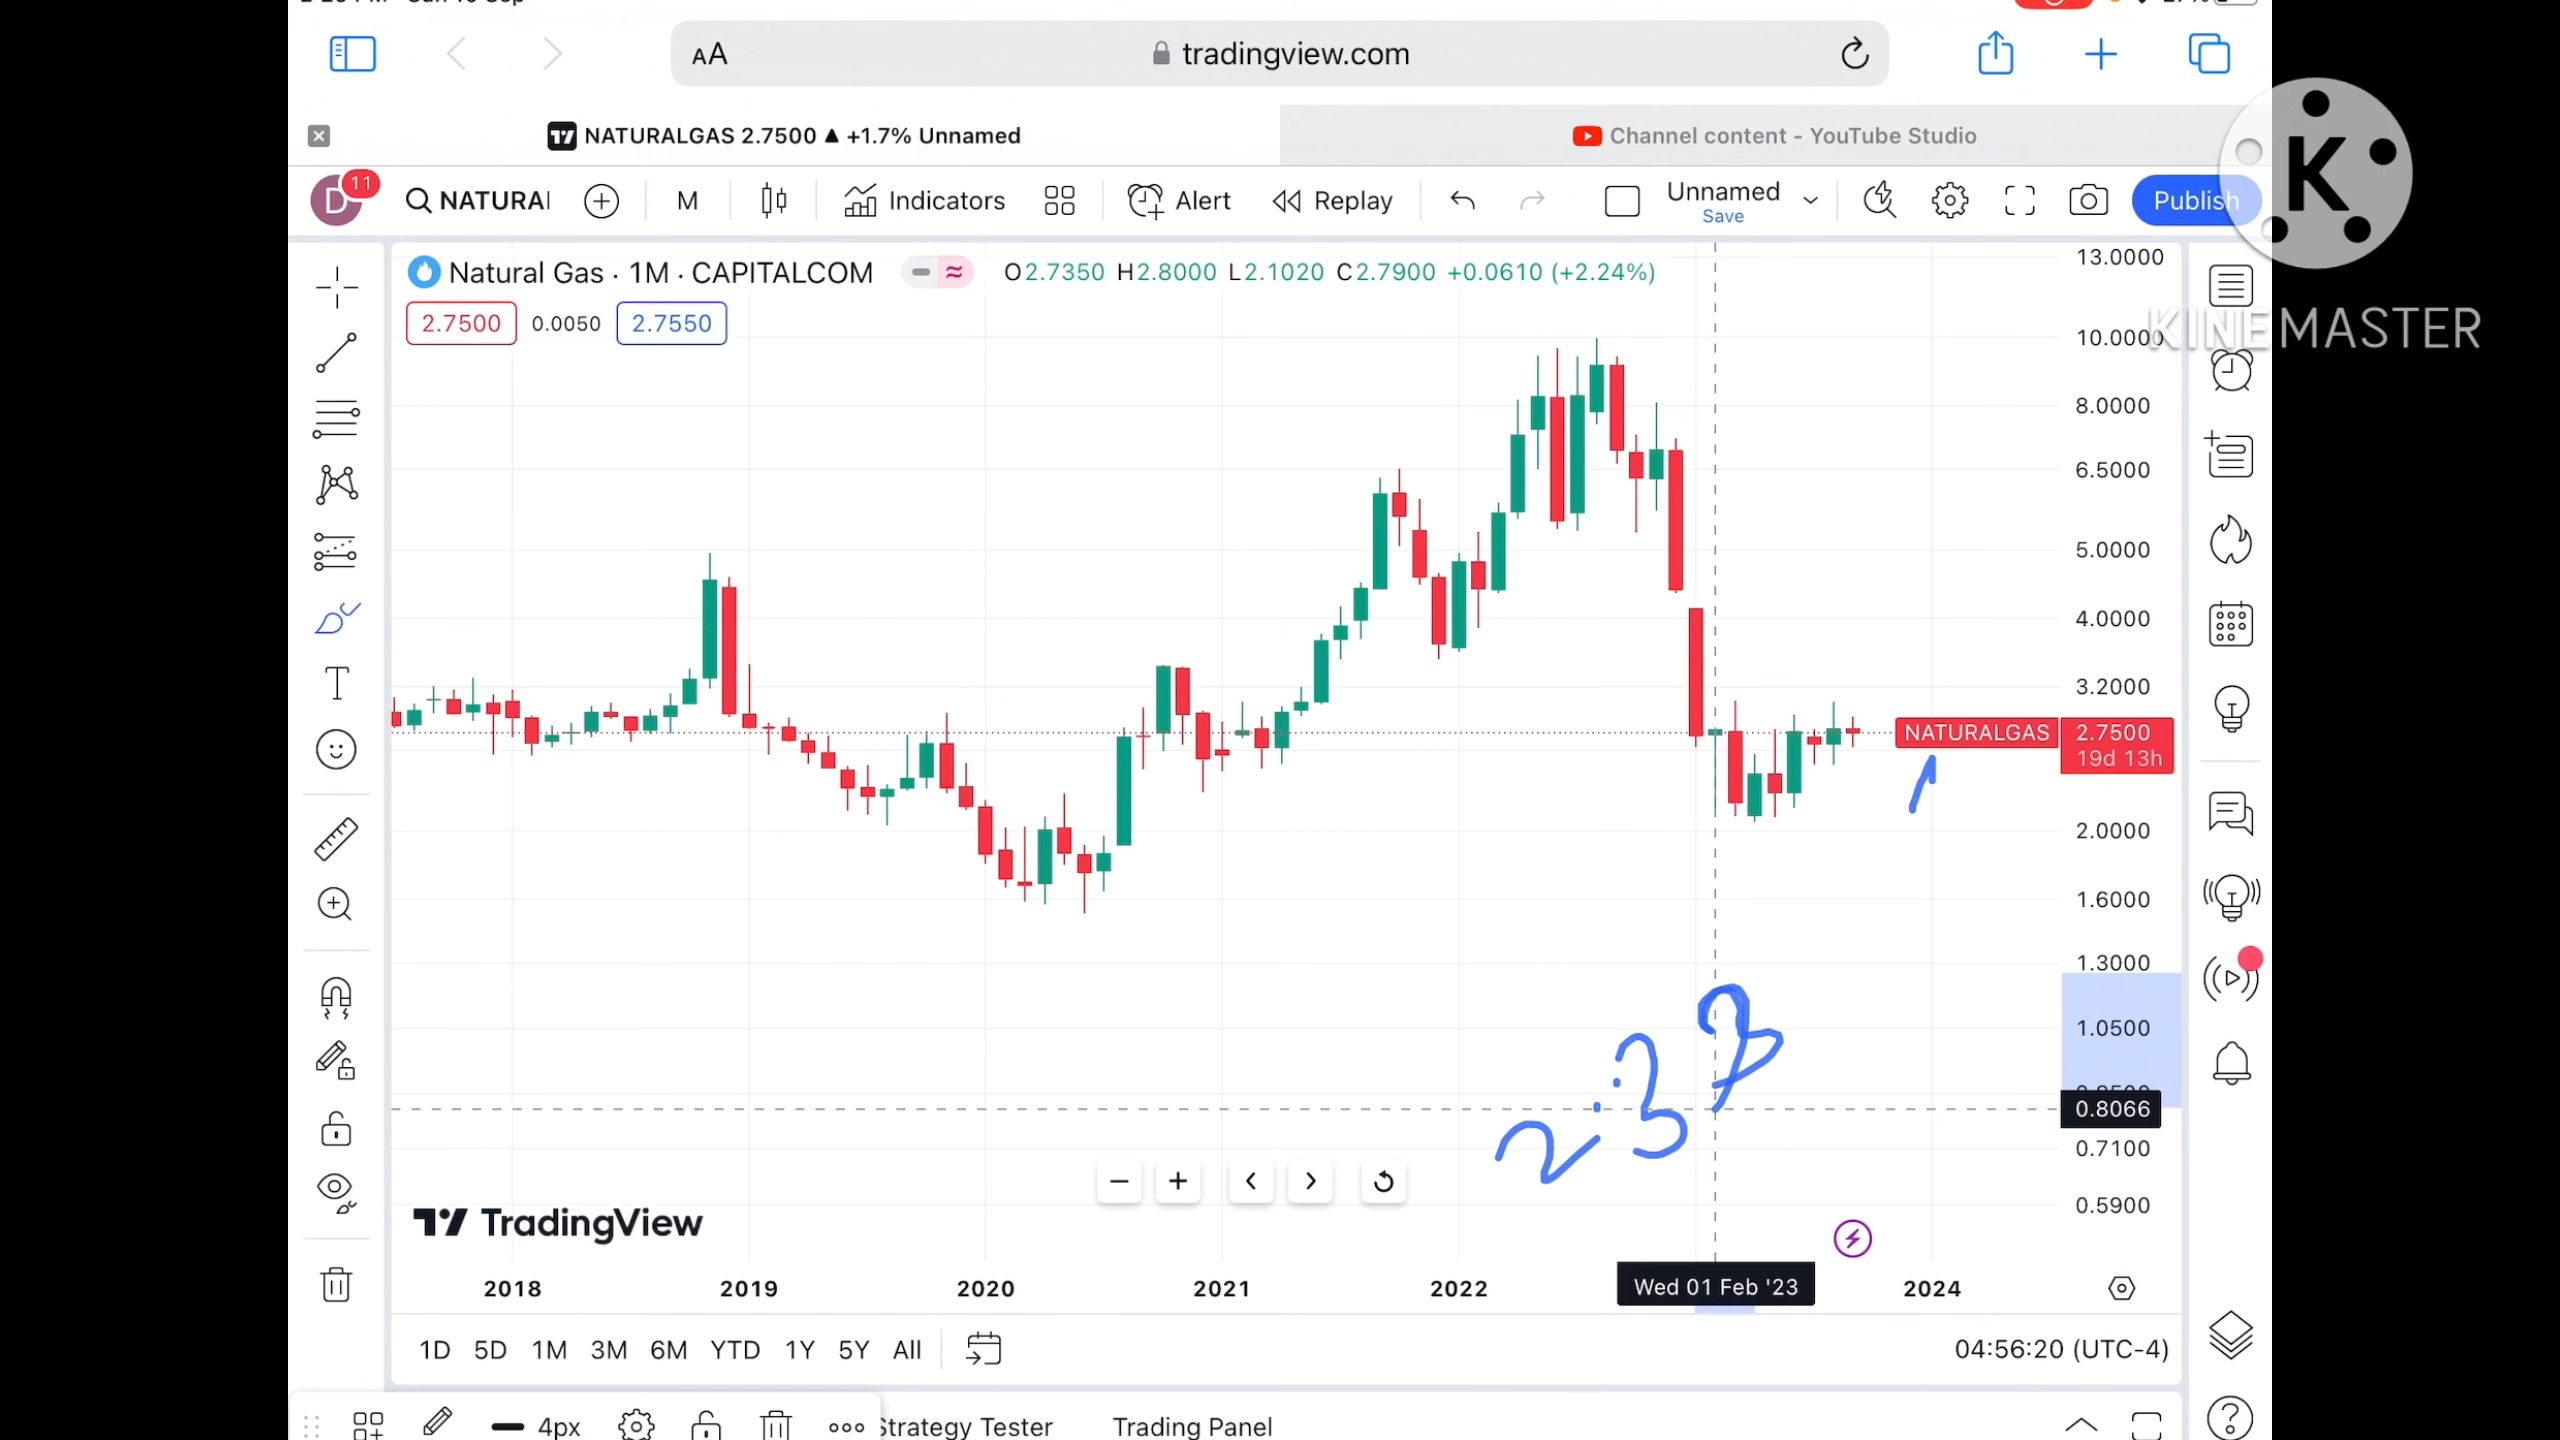 AA
tradingview.com
NATURALGAS 2.7500 ▲ +1.7% Unnamed
Channel content - YouTube Studio
K
KINEMASTER
D
11
NATURAI
M
Indicators
Alert
Replay
Unnamed
Save
Publish
Natural Gas · 1M · CAPITALCOM
O2.7350 H2.8000 L2.1020 C2.7900 +0.0610 (+2.24%)
2.7500
0.0050
2.7550
13.0000
10.0000
8.0000
6.5000
5.0000
4.0000
3.2000
NATURALGAS
2.7500
19d 13h
2.0000
1.6000
1.3000
1.0500
0.8066
0.7100
0.5900
TradingView
2018
2019
2020
2021
2022
Wed 01 Feb '23
2024
1D 5D 1M 3M 6M YTD 1Y 5Y All
04:56:20 (UTC-4)
4px
Strategy Tester
Trading Panel